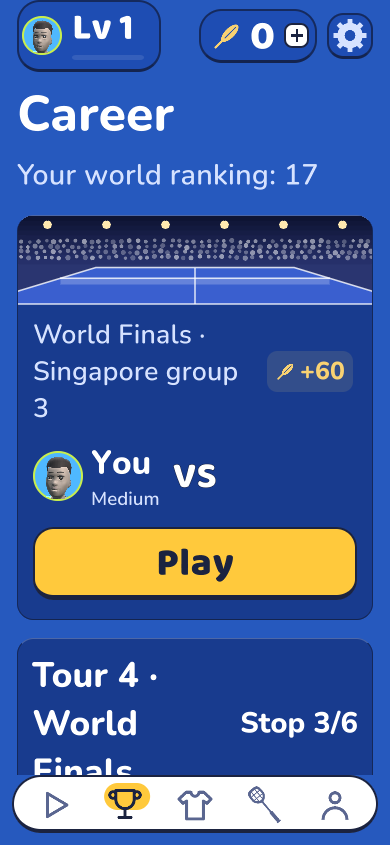 Lv 1
0
Career
Your world ranking: 17
World Finals ·
Singapore group
3
+60
You
Medium
VS
Play
Tour 4 ·
World
Finals
Stop 3/6